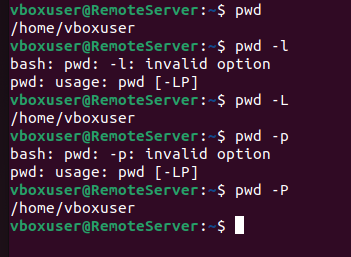 vboxuser@RemoteServer:~$ pwd
/home/vboxuser
vboxuser@RemoteServer:~$ pwd -l
bash: pwd: -l: invalid option
pwd: usage: pwd [-LP]
vboxuser@RemoteServer:~$ pwd -L
/home/vboxuser
vboxuser@RemoteServer:~$ pwd -p
bash: pwd: -p: invalid option
pwd: usage: pwd [-LP]
vboxuser@RemoteServer:~$ pwd -P
/home/vboxuser
vboxuser@RemoteServer:~$